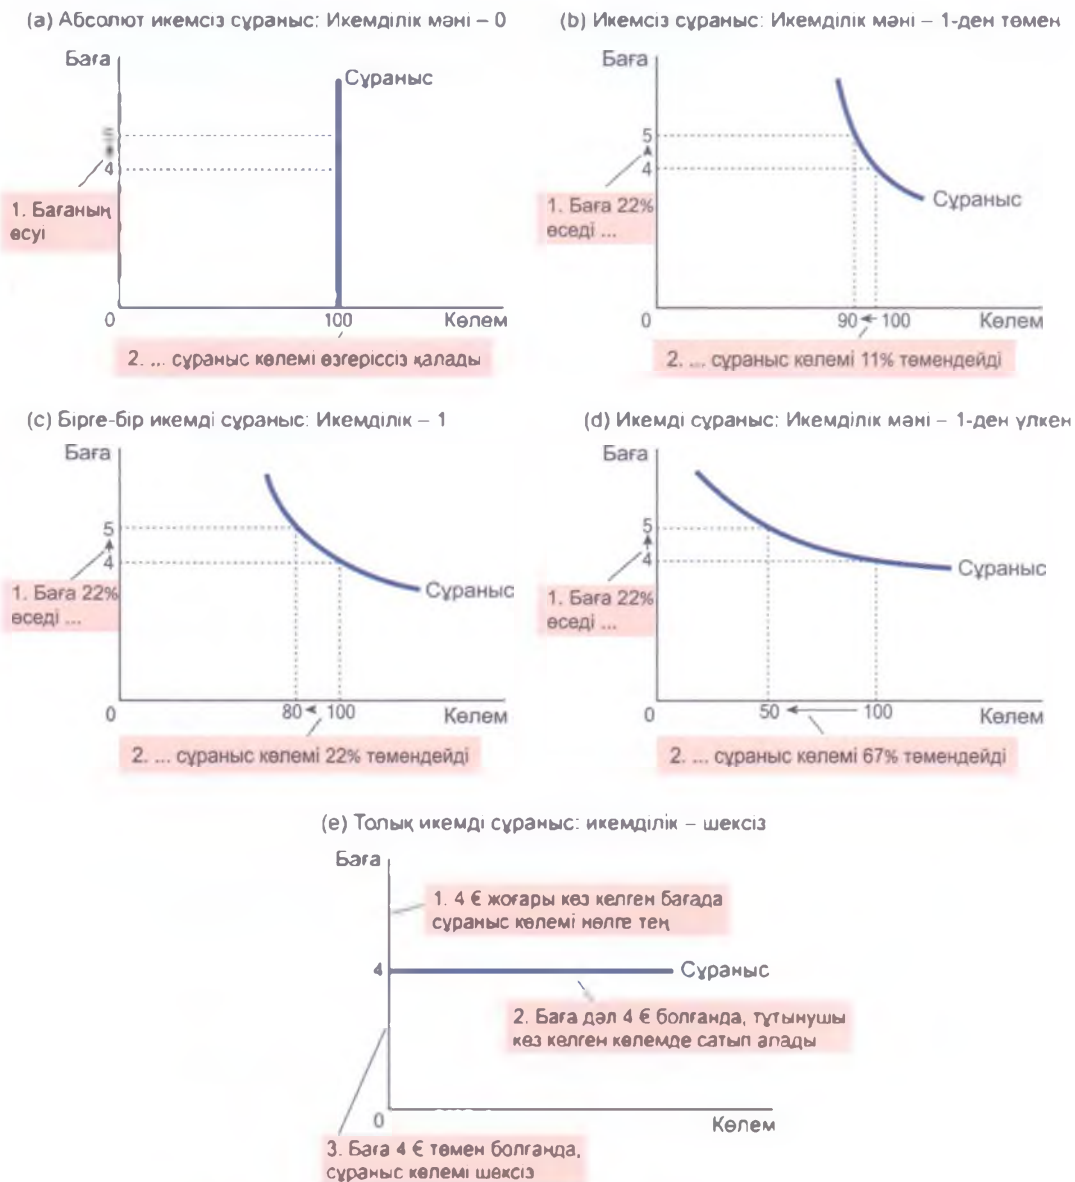 (a) Абсолют икемсіз сұраныс: Икемділік мәні – 0
Баға
Сұраныс
4
1. Бағаның
өсуі
0
100
Көлем
2. ... сұраныс көлемі өзгеріссіз қалады
(b) Икемсіз сұраныс: Икемділік мәні – 1-ден төмен
Баға
5
4
1. Баға 22%
өседі ...
Сұраныс
0
90
100
Көлем
2. ... сұраныс көлемі 11% төмендейді
(c) Бірге-бір икемді сұраныс: Икемділік – 1
Баға
5
4
1. Баға 22%
өседі ...
Сұраныс
0
80
100
Көлем
2. ... сұраныс көлемі 22% төмендейді
(d) Икемді сұраныс: Икемділік мәні – 1-ден үлкен
Баға
5
4
1. Баға 22%
өседі ...
Сұраныс
0
50
100
Көлем
2. ... сұраныс көлемі 67% төмендейді
(e) Толық икемді сұраныс: икемділік – шексіз
Баға
1. 4 € жоғары кез келген бағада
сұраныс көлемі нөлге тең
4
Сұраныс
2. Баға дәл 4 € болғанда, тұтынушы
кез келген көлемде сатып алады
0
Көлем
3. Баға 4 € төмен болғанда,
сұраныс көлемі шексіз